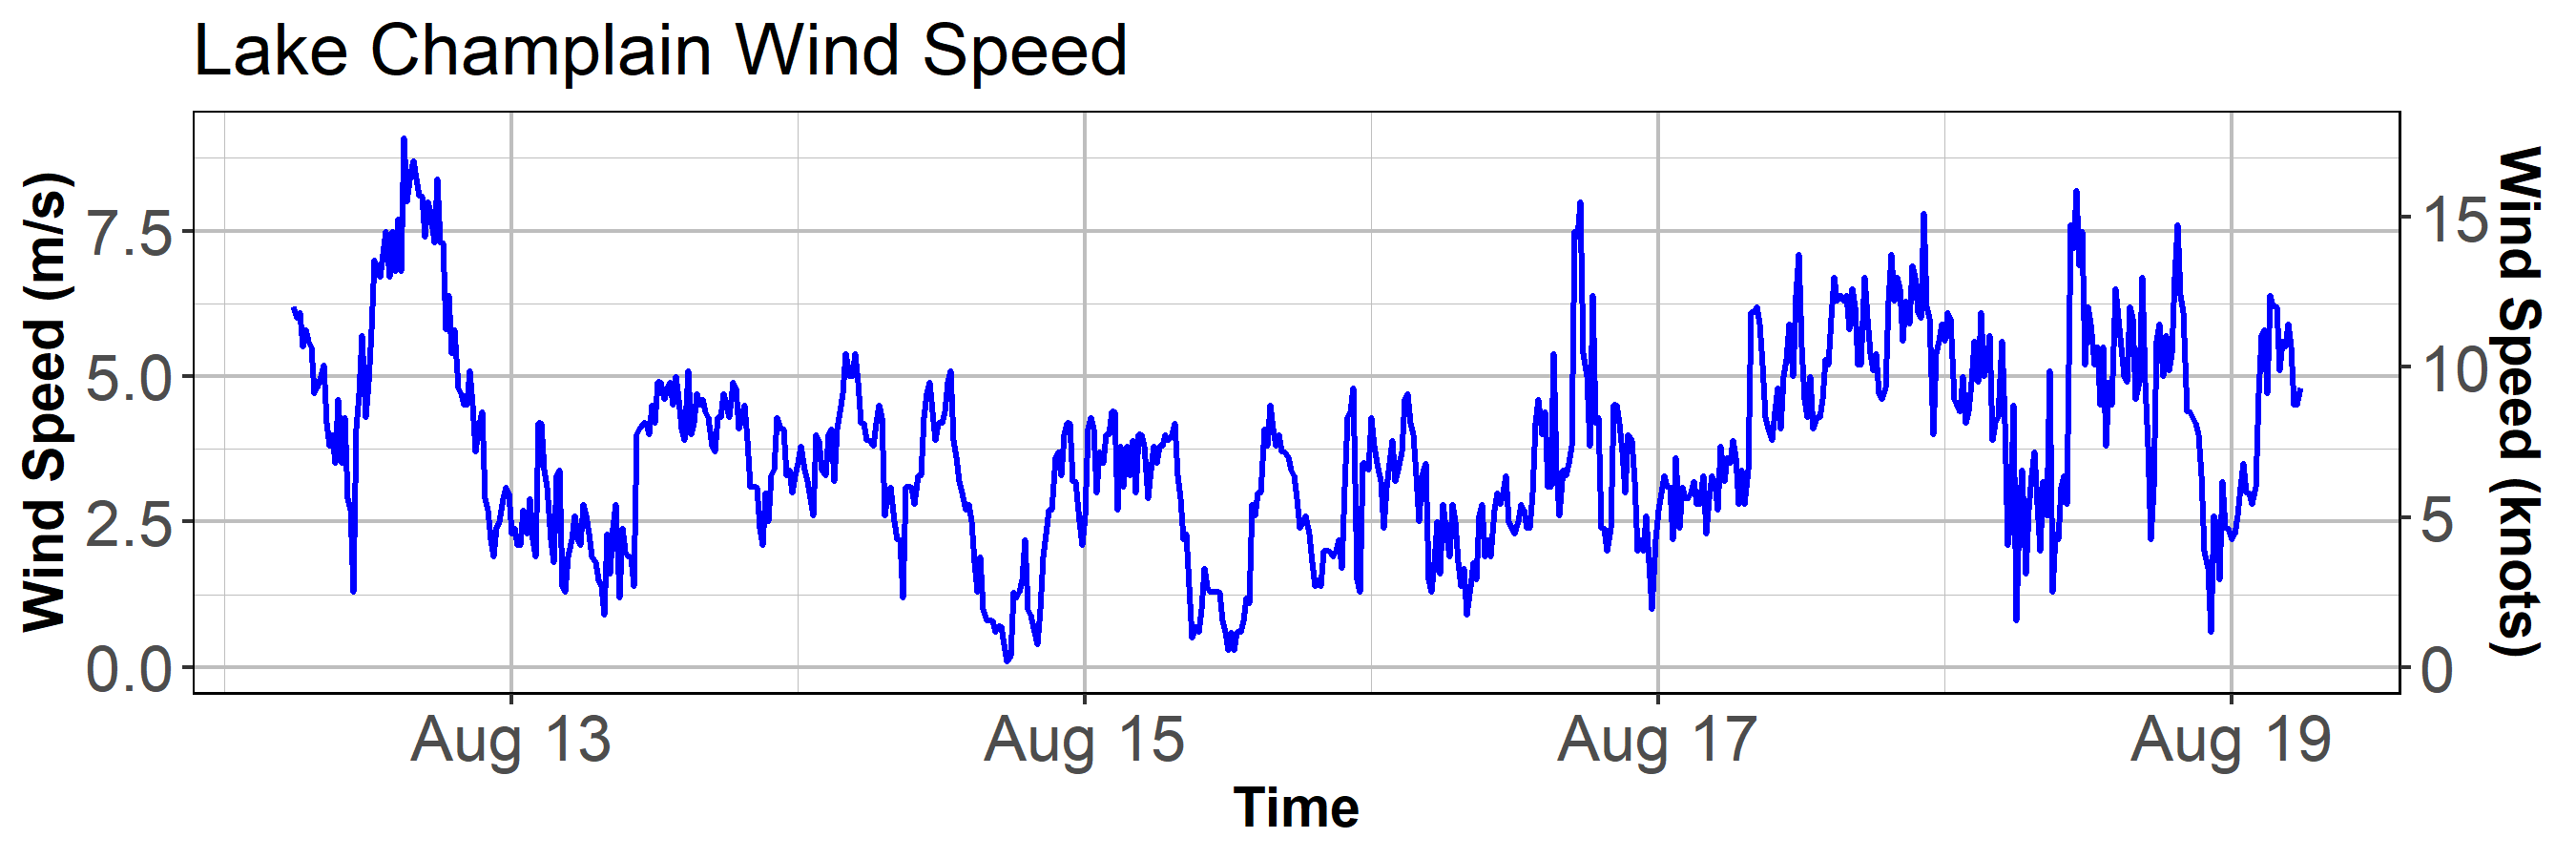 Lake Champlain Wind Speed
Wind Speed (m/s)
7.5
5.0
2.5
0.0
15
10
5
0
Wind Speed (knots)
Aug 13
Aug 15
Aug 17
Aug 19
Time